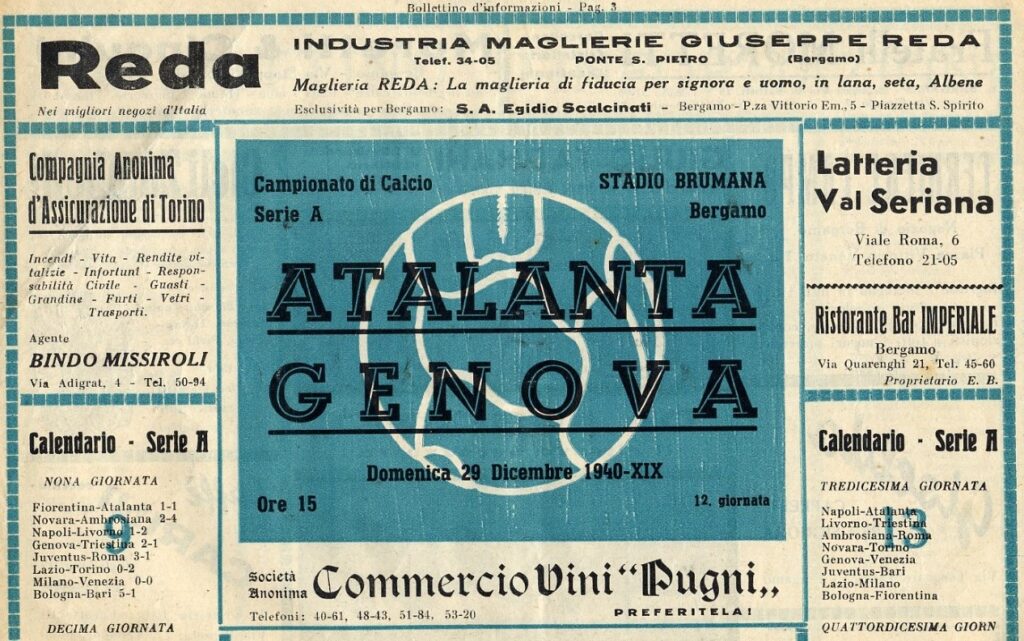 Bollettino d'informazioni - Pag. 3
Reda
Nei migliori negozi d'Italia
INDUSTRIA MAGLIERIE GIUSEPPE REDA
Telef. 34-05 PONTE S. PIETRO (Bergamo)
Maglieria REDA: La maglieria di fiducia per signora e uomo, in lana, seta, Albene
Esclusività per Bergamo: S. A. Egidio Scalcinati - Bergamo - P.za Vittorio Em., 5 - Piazzetta S. Spirito
Compagnia Anonima
d'Assicurazione di Torino
Incendi - Vita - Rendite vi-
talizie - Infortuni - Respon-
sabilità Civile - Guasti -
Grandine - Furti - Vetri -
Trasporti.
Agente
BINDO MISSIROLI
Via Adigrat, 4 - Tel. 50-94
Calendario - Serie A
NONA GIORNATA
9
Fiorentina-Atalanta 1-1
Novara-Ambrosiana 2-4
Napoli-Livorno 1-2
Genova-Triestina 2-1
Juventus-Roma 3-1
Lazio-Torino 0-2
Milano-Venezia 0-0
Bologna-Bari 5-1
DECIMA GIORNATA
Campionato di Calcio
Serie A
STADIO BRUMANA
Bergamo
ATALANTA
GENOVA
Domenica 29 Dicembre 1940-XIX
Ore 15
12. giornata
Società
Anonima
Commercio Vini "Pugni„
Telefoni: 40-61, 48-43, 51-84, 53-20
PREFERITELA!
Latteria
Val Seriana
Viale Roma, 6
Telefono 21-05
Ristorante Bar IMPERIALE
Bergamo
Via Quarenghi 21, Tel. 45-60
Proprietario E. B.
Calendario - Serie A
TREDICESIMA GIORNATA
13
Napoli-Atalanta
Livorno-Triestina
Ambrosiana-Roma
Novara-Torino
Genova-Venezia
Juventus-Bari
Lazio-Milano
Bologna-Fiorentina
QUATTORDICESIMA GIORN